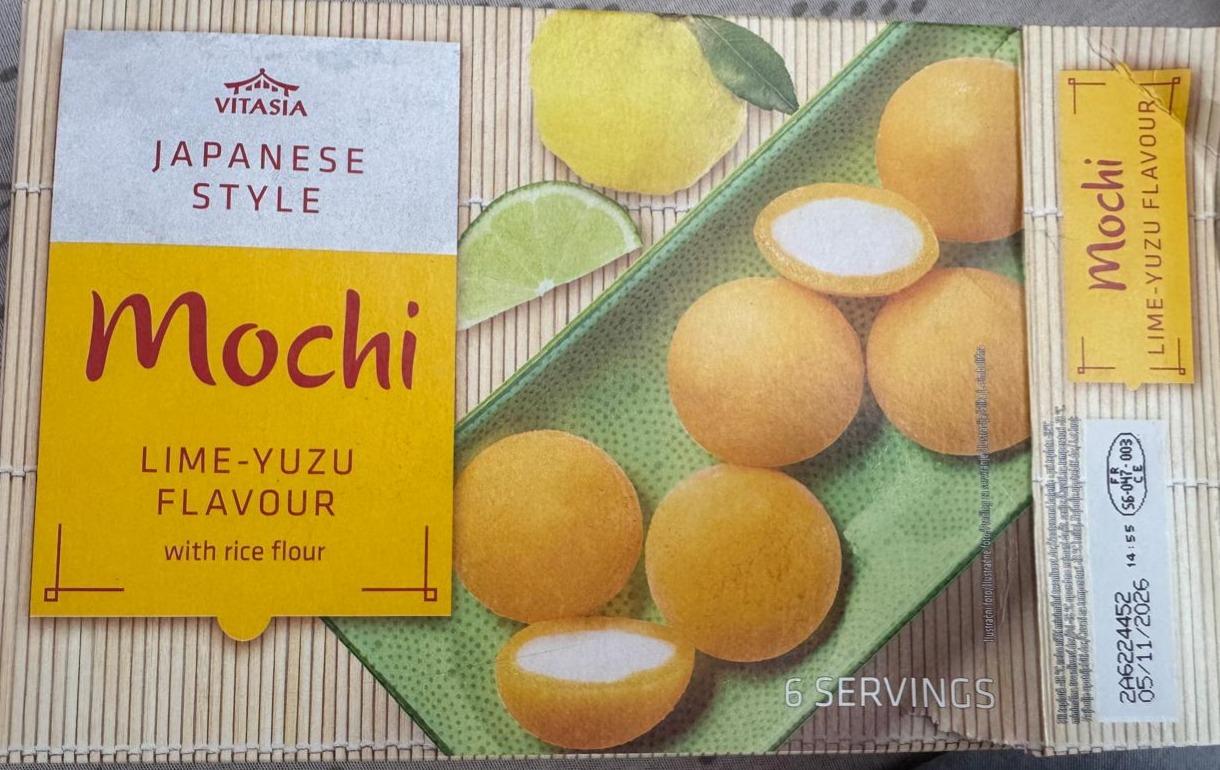 VITASIA
JAPANESE
STYLE
Mochi
LIME-YUZU
FLAVOUR
with rice flour
6 SERVINGS
Mochi
LIME-YUZU FLAVOUR
2A6224452 14:55
05/11/2026
FR
56-047-003
CE